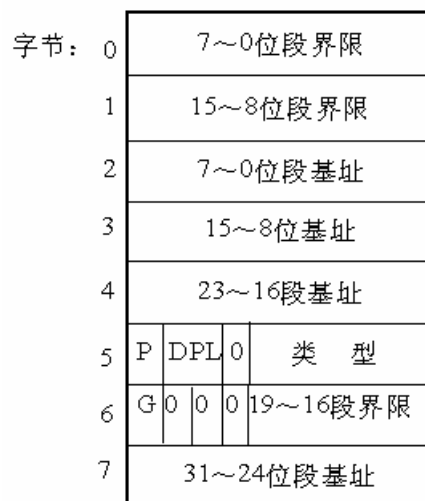 字节： 0 7～0位段界限
1 15～8位段界限
2 7～0位段基址
3 15～8位基址
4 23～16段基址
5 P DPL 0 类 型
6 G 0 0 0 19～16段界限
7 31～24位段基址